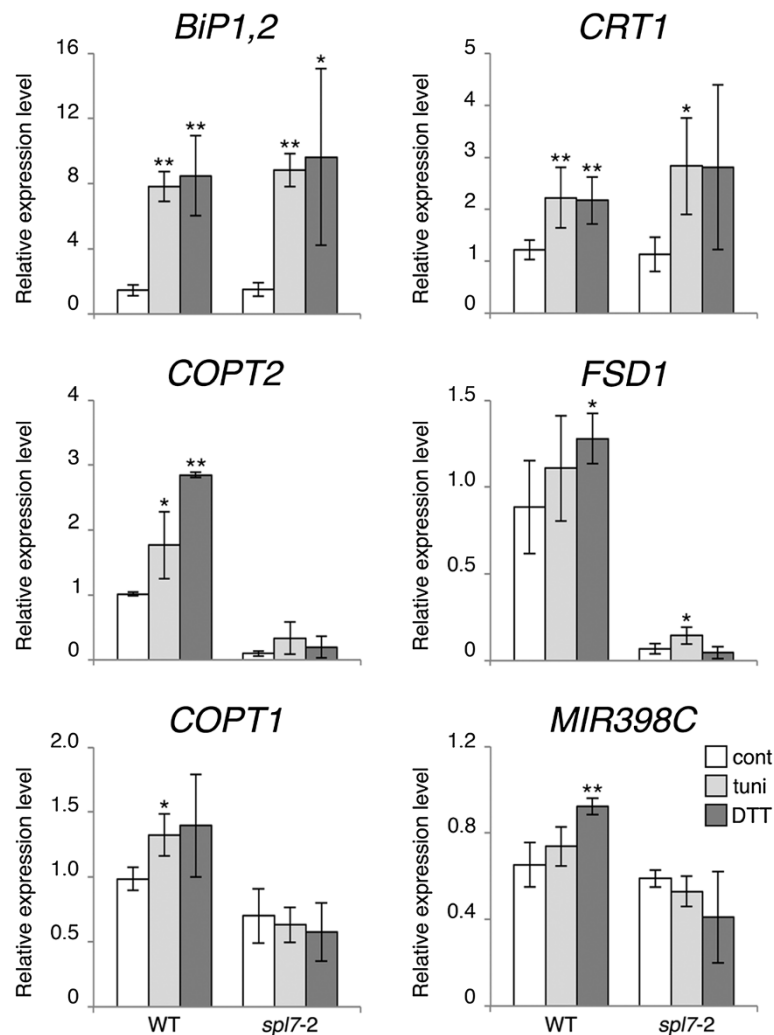 BiP1,2
Relative expression level
16
12
8
4
0
**
**
**
*
CRT1
Relative expression level
5
4
3
2
1
0
**
**
*
COPT2
Relative expression level
4
3
2
1
0
*
**
FSD1
Relative expression level
1.5
1.0
0.5
0
*
*
COPT1
Relative expression level
2.0
1.5
1.0
0.5
0
*
WT
spl7-2
MIR398C
Relative expression level
1.2
0.8
0.4
0
**
cont
tuni
DTT
WT
spl7-2